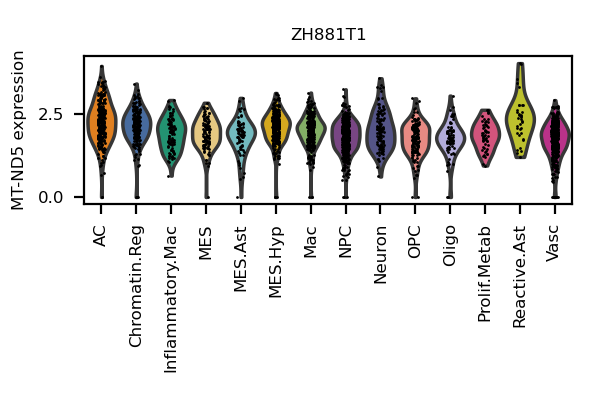 ZH881T1
MT-ND5 expression
2.5
0.0
AC
Chromatin.Reg
Inflammatory.Mac
MES
MES.Ast
MES.Hyp
Mac
NPC
Neuron
OPC
Oligo
Prolif.Metab
Reactive.Ast
Vasc